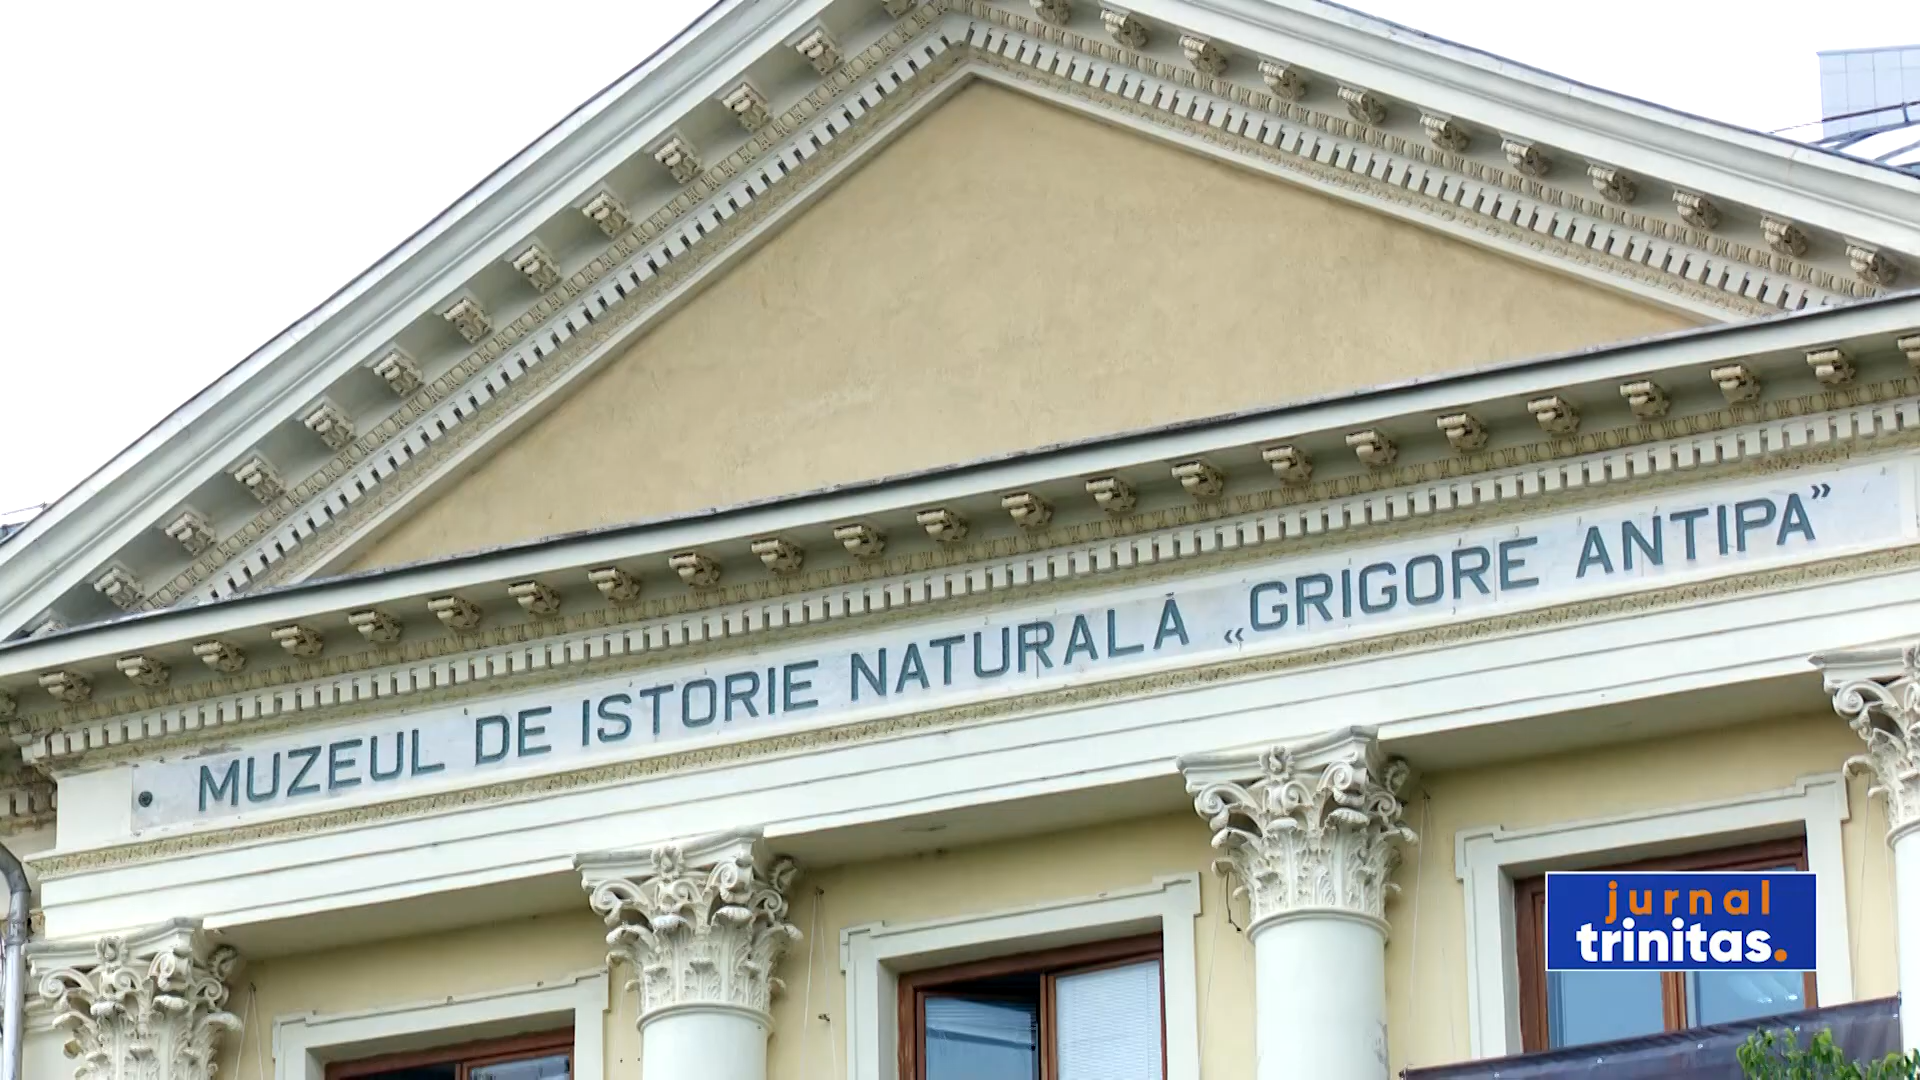 MUZEUL DE ISTORIE NATURALĂ „GRIGORE ANTIPA”
jurnal
trinitas.